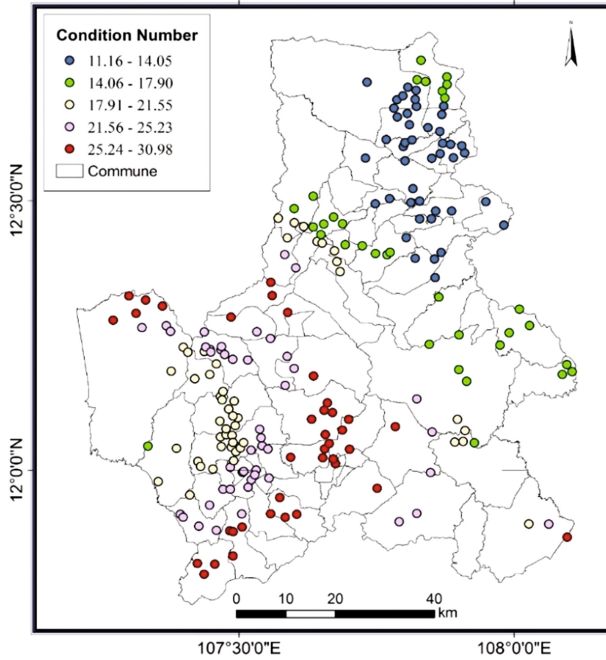 N
Condition Number
11.16 - 14.05
14.06 - 17.90
17.91 - 21.55
21.56 - 25.23
25.24 - 30.98
Commune
12°30'0"N
12°0'0"N
0 10 20 40
km
107°30'0"E 108°0'0"E